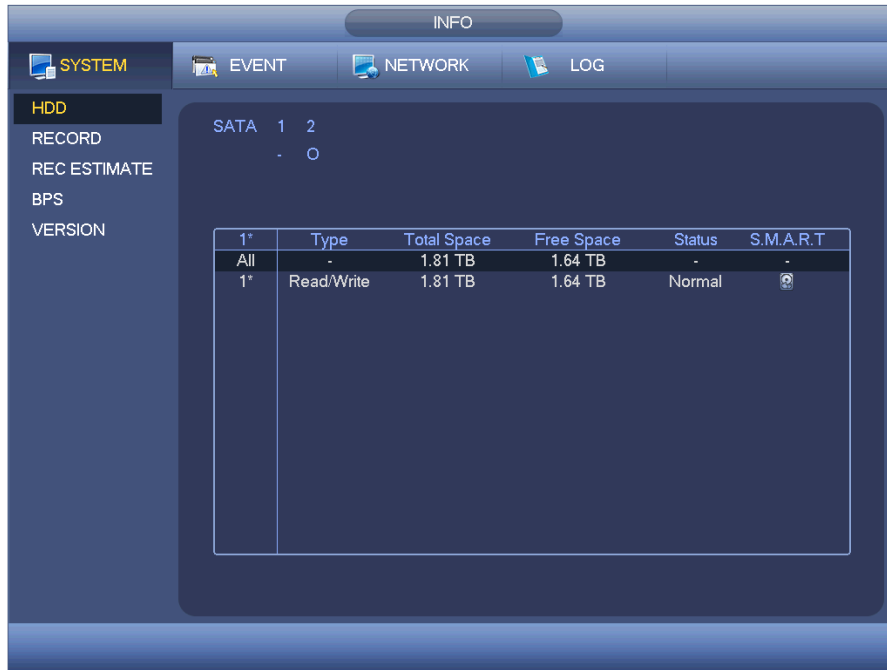 INFO
SYSTEM EVENT NETWORK LOG
HDD
RECORD
REC ESTIMATE
BPS
VERSION
SATA 1 2
- O
1* Type Total Space Free Space Status S.M.A.R.T
All - 1.81 TB 1.64 TB - -
1* Read/Write 1.81 TB 1.64 TB Normal